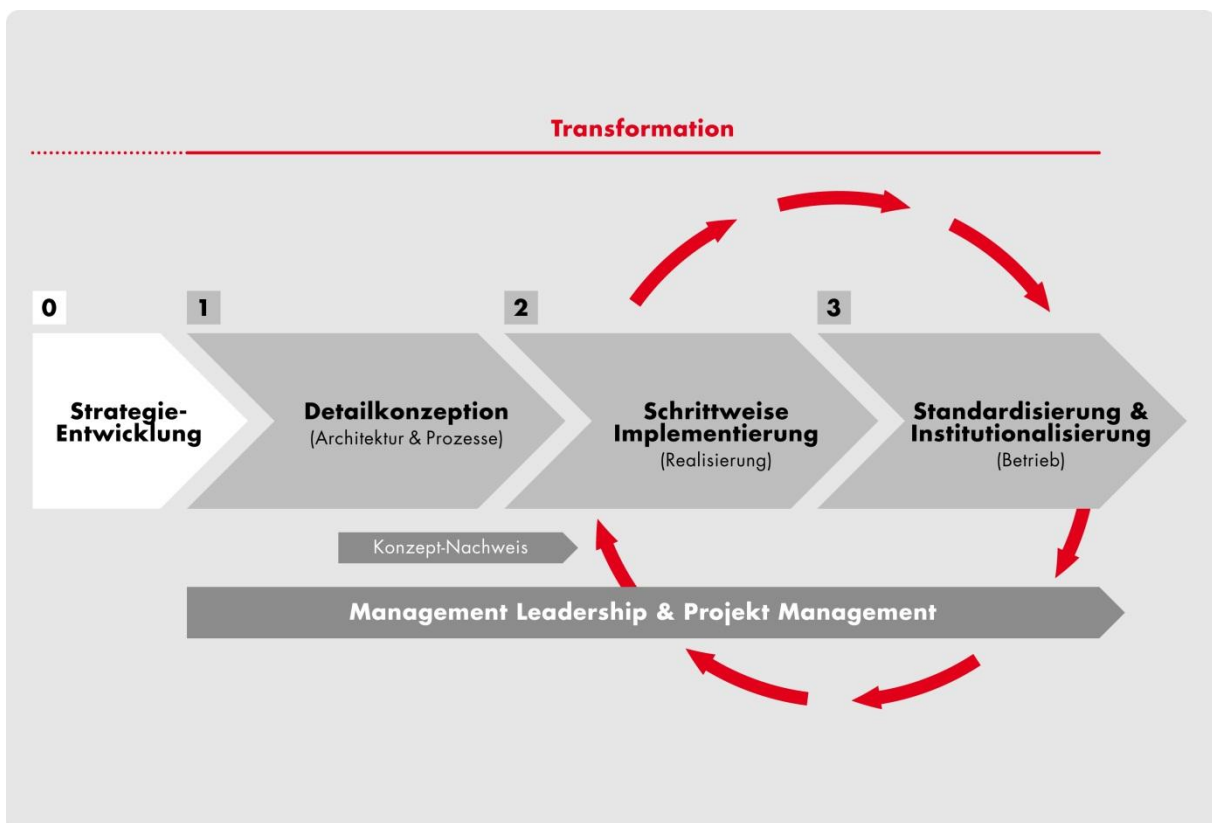 Transformation
0
1
2
3
Strategie-
Entwicklung
Detailkonzeption
(Architektur & Prozesse)
Schrittweise
Implementierung
(Realisierung)
Standardisierung &
Institutionalisierung
(Betrieb)
Konzept-Nachweis
Management Leadership & Projekt Management